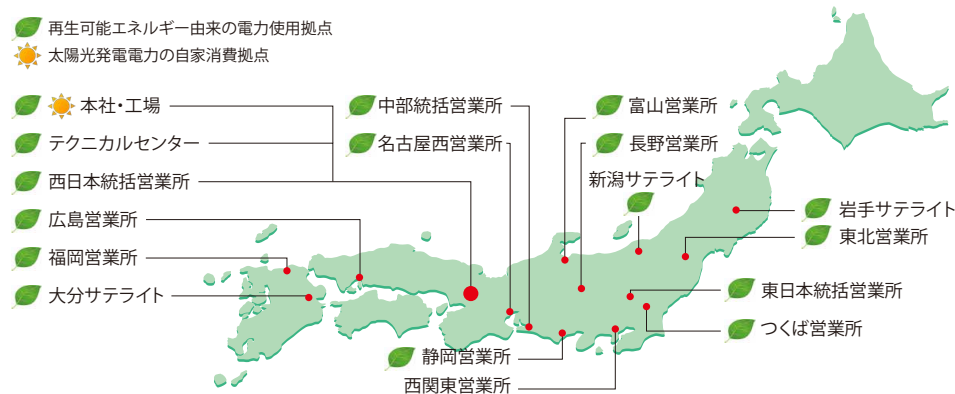 再生可能エネルギー由来の電力使用拠点
太陽光発電電力の自家消費拠点
本社・工場
テクニカルセンター
西日本統括営業所
広島営業所
福岡営業所
大分サテライト
中部統括営業所
名古屋西営業所
富山営業所
長野営業所
新潟サテライト
岩手サテライト
東北営業所
東日本統括営業所
つくば営業所
静岡営業所
西関東営業所